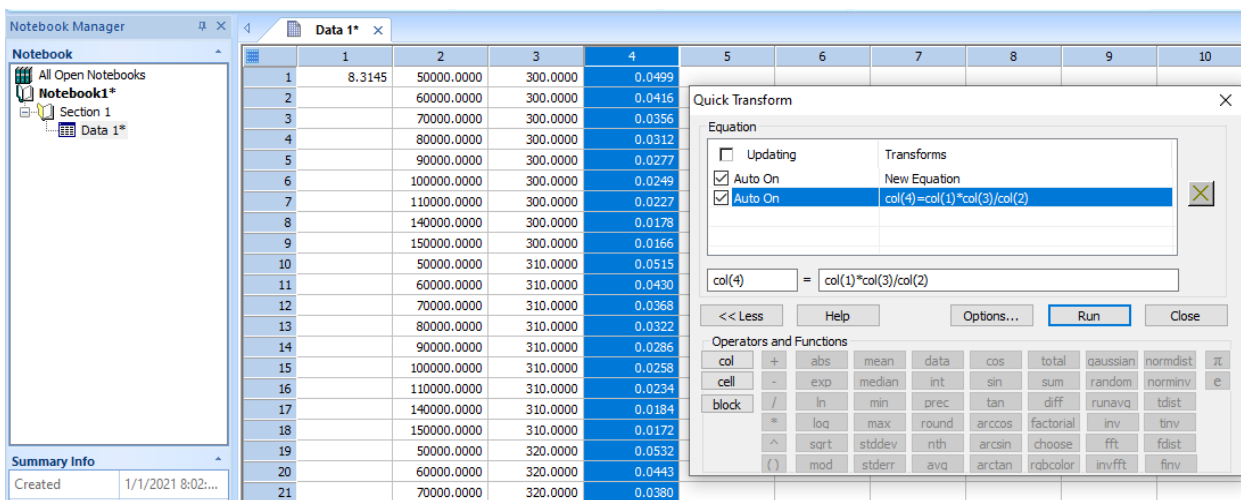 Notebook Manager
Data 1*
Notebook
All Open Notebooks
Notebook1*
Section 1
Data 1*
Summary Info
Created 1/1/2021 8:02:...
1 2 3 4 5 6 7 8 9 10
1 8.3145 50000.0000 300.0000 0.0499
2 60000.0000 300.0000 0.0416
3 70000.0000 300.0000 0.0356
4 80000.0000 300.0000 0.0312
5 90000.0000 300.0000 0.0277
6 100000.0000 300.0000 0.0249
7 110000.0000 300.0000 0.0227
8 140000.0000 300.0000 0.0178
9 150000.0000 300.0000 0.0166
10 50000.0000 310.0000 0.0515
11 60000.0000 310.0000 0.0430
12 70000.0000 310.0000 0.0368
13 80000.0000 310.0000 0.0322
14 90000.0000 310.0000 0.0286
15 100000.0000 310.0000 0.0258
16 110000.0000 310.0000 0.0234
17 140000.0000 310.0000 0.0184
18 150000.0000 310.0000 0.0172
19 50000.0000 320.0000 0.0532
20 60000.0000 320.0000 0.0443
21 70000.0000 320.0000 0.0380
Quick Transform
Equation
Updating Transforms
Auto On New Equation
Auto On col(4)=col(1)*col(3)/col(2)
col(4) = col(1)*col(3)/col(2)
<< Less Help Options... Run Close
Operators and Functions
col + abs mean data cos total gaussian normdist π
cell - exp median int sin sum random norminv e
block / ln min prec tan diff runavg tdist
* log max round arccos factorial inv tinv
^ sqrt stddev nth arcsin choose fft fdist
() mod stderr avg arctan rgbcolor invfft finv